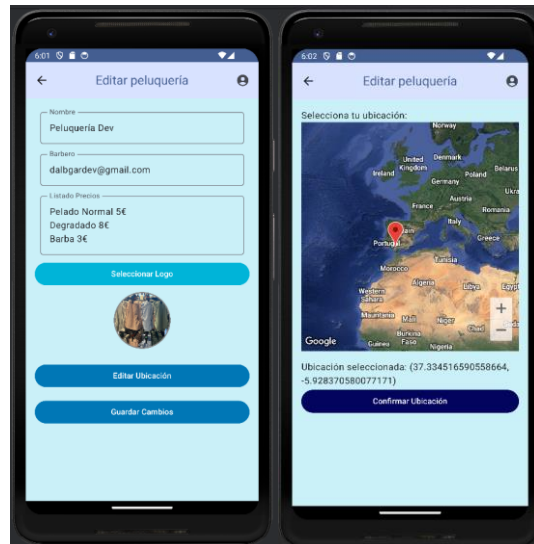 6:01
Editar peluquería
Nombre
Peluquería Dev
Barbero
dalbgardev@gmail.com
Listado Precios
Pelado Normal 5€
Degradado 8€
Barba 3€
Seleccionar Logo
Editar Ubicación
Guardar Cambios
6:02
Editar peluquería
Selecciona tu ubicación:
Norway
United Kingdom
Denmark
Ireland
Poland
Belarus
Germany
Ukra
France
Austria
Romania
Italy
Portugal
Greece
Tunisia
Morocco
Algeria
Libya
Egypt
Western Sahara
Mauritania
Mali
Niger
Chad
Burkina Faso
Guinea
Nigeria
+
−
Google
Ubicación seleccionada: (37.334516590558664,
-5.928370580077171)
Confirmar Ubicación